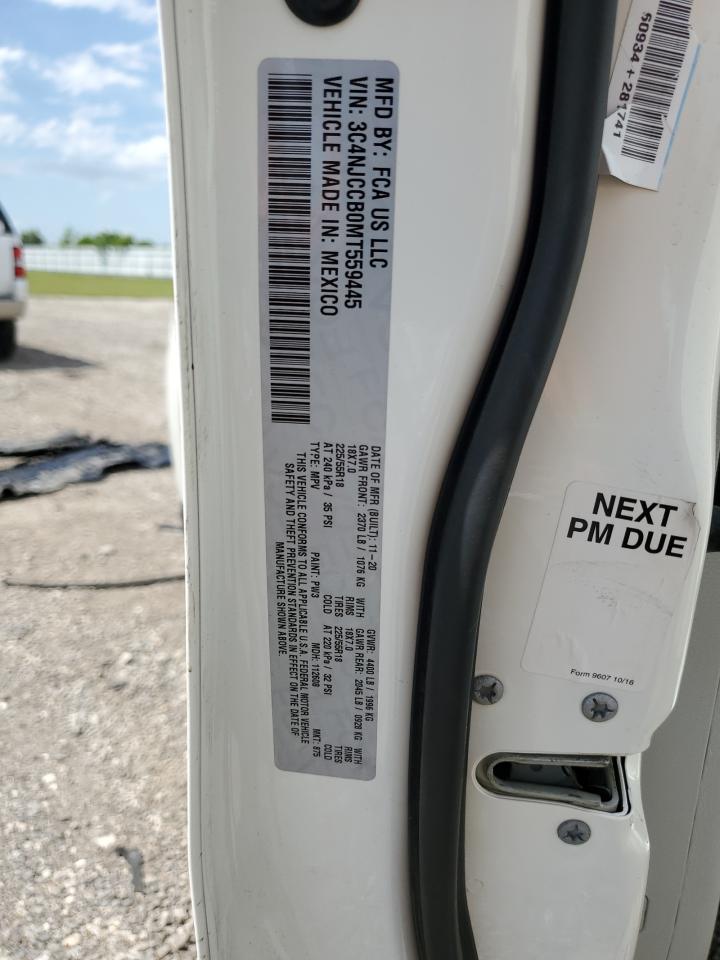 MFD BY: FCA US LLC
VIN: 3C4NJCCB0MT559445
VEHICLE MADE IN: MEXICO
DATE OF MFR (BUILT): 11-20 GVWR: 4400 LB / 1996 KG
GAWR FRONT: 2370 LB / 1076 KG WITH GAWR REAR: 2045 LB / 0928 KG WITH
18X7.0 RIMS 18X7.0 RIMS
225/55R18 TIRES 225/55R18 TIRES
AT 240 kPa / 35 PSI COLD AT 220 kPa / 32 PSI COLD
TYPE: MPV PAINT: PW3 MDH: 112608 MKT: 875
THIS VEHICLE CONFORMS TO ALL APPLICABLE U.S.A. FEDERAL MOTOR VEHICLE
SAFETY AND THEFT PREVENTION STANDARDS IN EFFECT ON THE DATE OF
MANUFACTURE SHOWN ABOVE.
60934 + 281741
NEXT
PM DUE
Form 9607 10/16